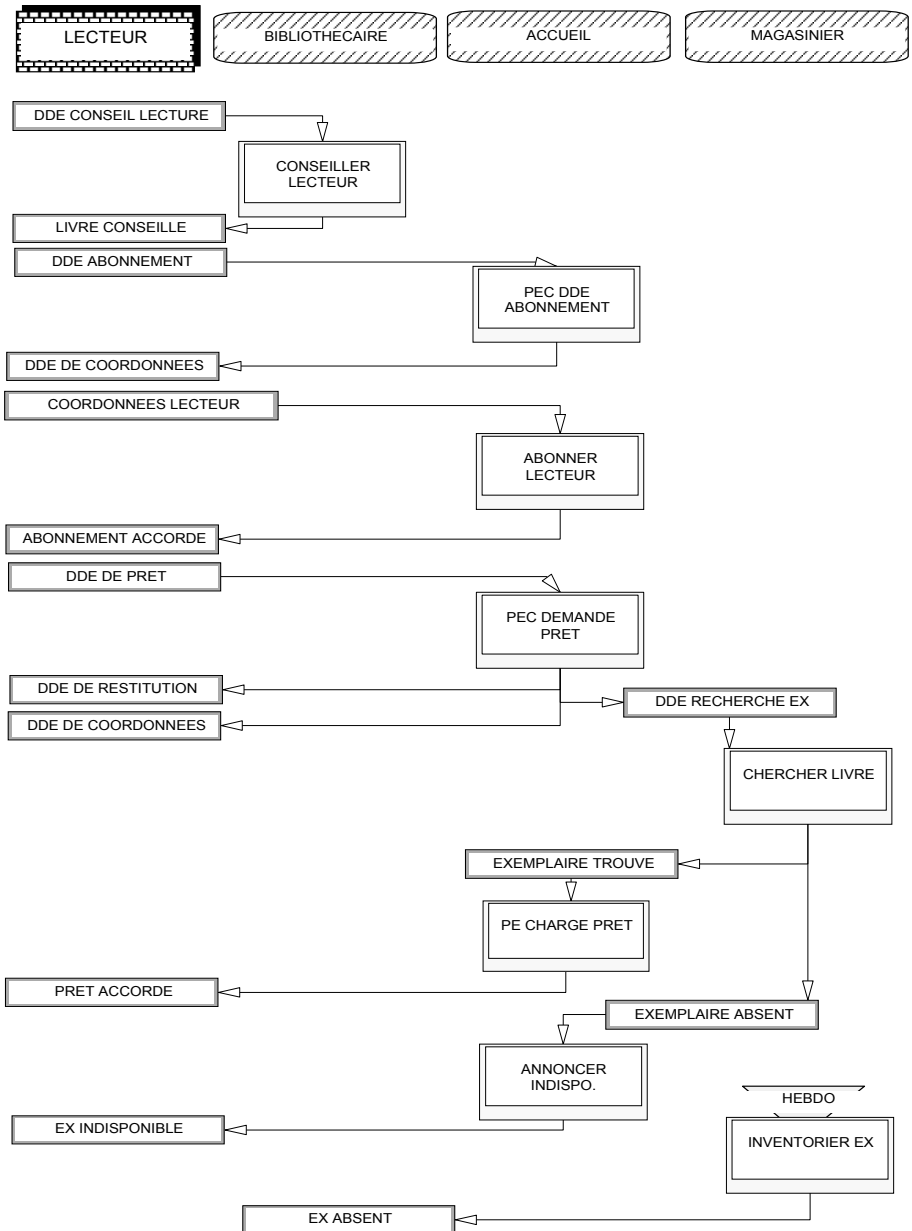 LECTEUR
BIBLIOTHECAIRE
ACCUEIL
MAGASINIER
DDE CONSEIL LECTURE
CONSEILLER
LECTEUR
LIVRE CONSEILLE
DDE ABONNEMENT
PEC DDE
ABONNEMENT
DDE DE COORDONNEES
COORDONNEES LECTEUR
ABONNER
LECTEUR
ABONNEMENT ACCORDE
DDE DE PRET
PEC DEMANDE
PRET
DDE DE RESTITUTION
DDE RECHERCHE EX
DDE DE COORDONNEES
CHERCHER LIVRE
EXEMPLAIRE TROUVE
PE CHARGE PRET
PRET ACCORDE
EXEMPLAIRE ABSENT
ANNONCER
INDISPO.
HEBDO
EX INDISPONIBLE
INVENTORIER EX
EX ABSENT